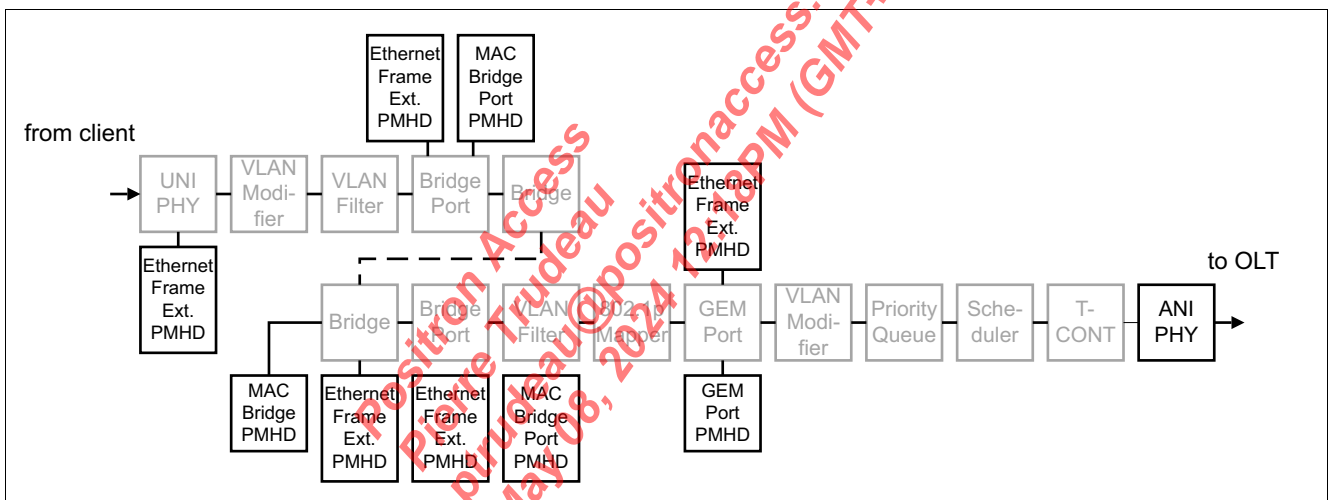 Ethernet
Frame
Ext.
PMHD
MAC
Bridge
Port
PMHD
from client
UNI
PHY
VLAN
Modi-
fier
VLAN
Filter
Bridge
Port
Bridge
Ethernet
Frame
Ext.
PMHD
Ethernet
Frame
Ext.
PMHD
to OLT
Bridge
Bridge
Port
VLAN
Filter
802.1p
Mapper
GEM
Port
VLAN
Modi-
fier
Priority
Queue
Sche-
duler
T-
CONT
ANI
PHY
MAC
Bridge
PMHD
Ethernet
Frame
Ext.
PMHD
Ethernet
Frame
Ext.
PMHD
MAC
Bridge
Port
PMHD
GEM
Port
PMHD
Positron Access
Pierre Trudeau
ptrudeau@positronaccess.
May 08, 2024 12:18PM (GMT-